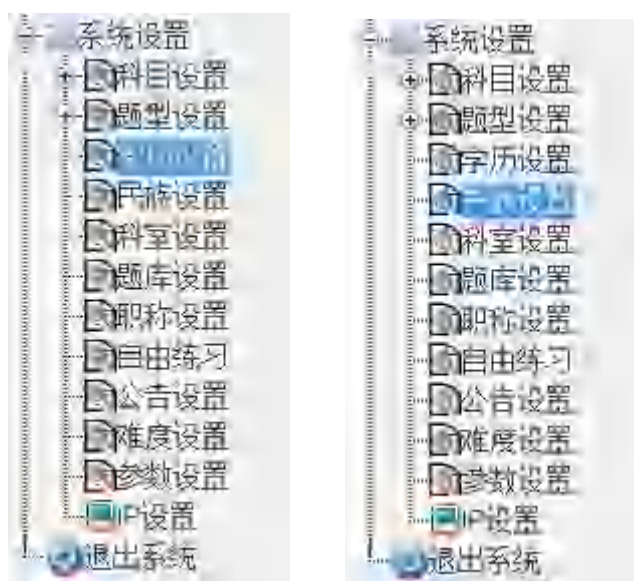 系统设置
科目设置
题型设置
民族设置
科室设置
题库设置
职称设置
自由练习
公告设置
难度设置
参数设置
IP设置
退出系统
系统设置
科目设置
题型设置
学历设置
科室设置
题库设置
职称设置
自由练习
公告设置
难度设置
参数设置
IP设置
退出系统